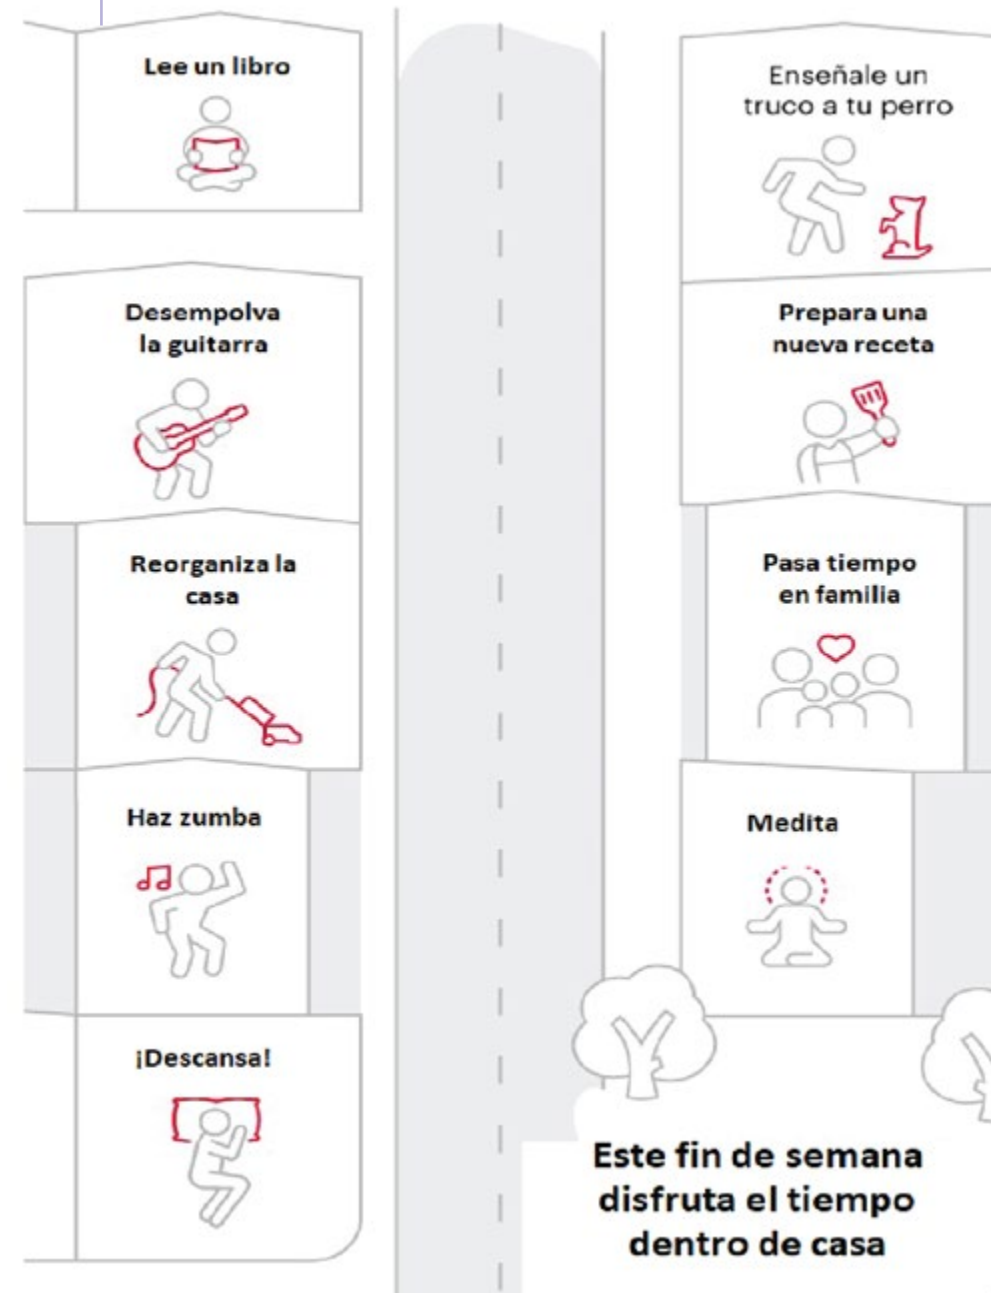 Lee un libro
Desempolva
la guitarra
Reorganiza la
casa
Haz zumba
¡Descansa!
Enseñale un
truco a tu perro
Prepara una
nueva receta
Pasa tiempo
en familia
Medita
Este fin de semana
disfruta el tiempo
dentro de casa